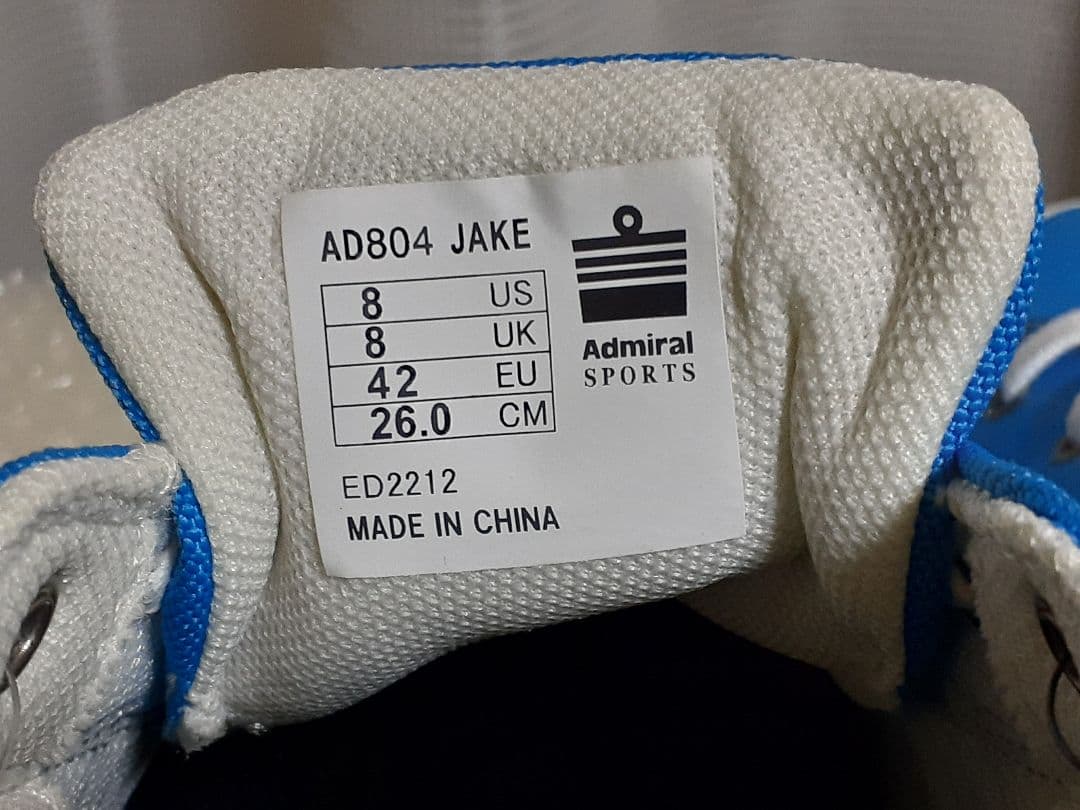 AD804 JAKE
8 US
8 UK
42 EU
26.0 CM
Admiral
SPORTS
ED2212
MADE IN CHINA